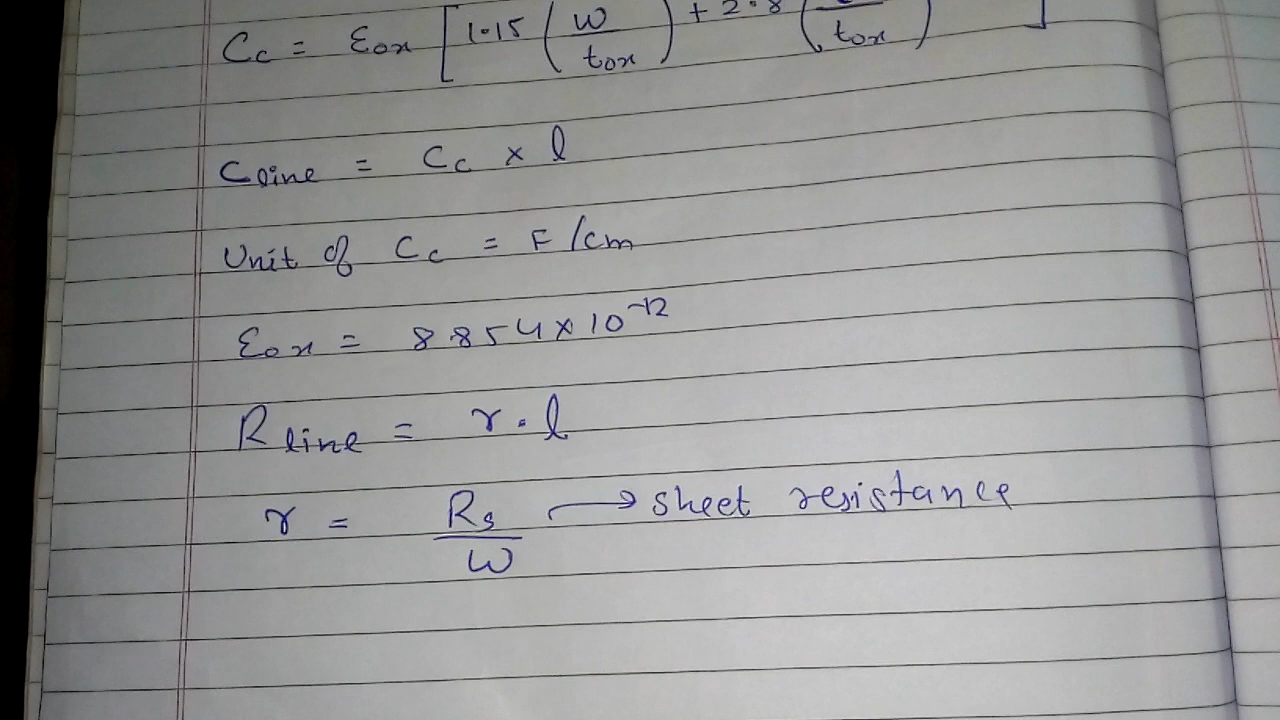 Cc = εox [1.15 (w/tox) + 2.8 ( /tox) ]
Cline = Cc × l
Unit of Cc = F/cm
εox = 8.854 × 10^-12
Rline = r.l
r = Rs/w → sheet resistance